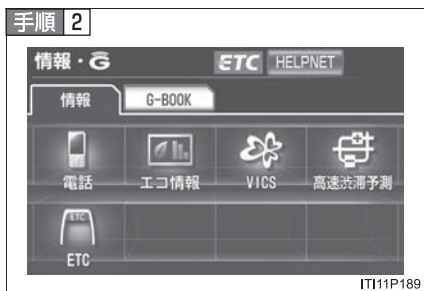 手順 2
情報・G ETC HELPNET
情報 G-BOOK
電話 エコ情報 VICS 高速渋滞予測
ETC
ETC
ITI11P189